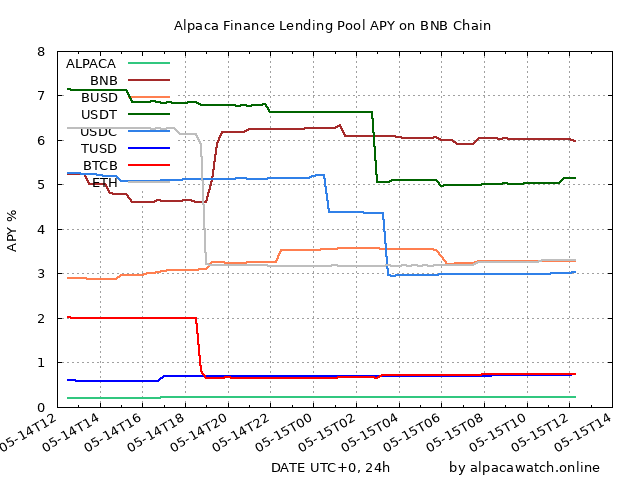 Alpaca Finance Lending Pool APY on BNB Chain
8
7
6
5
4
3
2
1
0
APY %
ALPACA
BNB
BUSD
USDT
USDC
TUSD
BTCB
ETH
05-14T12
05-14T14
05-14T16
05-14T18
05-14T20
05-14T22
05-15T00
05-15T02
05-15T04
05-15T06
05-15T08
05-15T10
05-15T12
05-15T14
DATE UTC+0, 24h
by alpacawatch.online